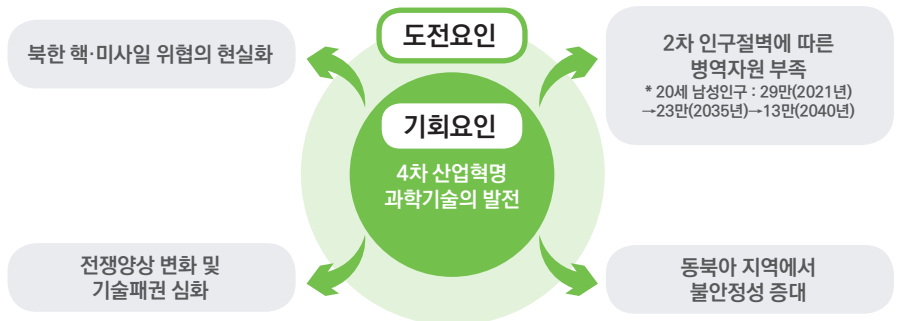 도전요인
북한 핵·미사일 위협의 현실화
2차 인구절벽에 따른
병역자원 부족
* 20세 남성인구 : 29만(2021년)
→23만(2035년)→13만(2040년)
기회요인
4차 산업혁명
과학기술의 발전
전쟁양상 변화 및
기술패권 심화
동북아 지역에서
불안정성 증대